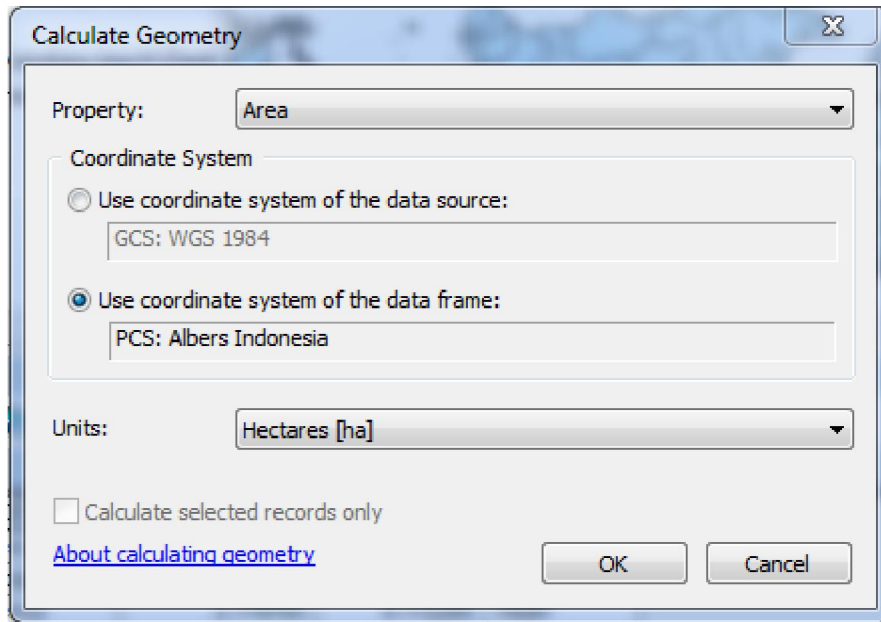 Calculate Geometry
Property:
Area
Coordinate System
Use coordinate system of the data source:
GCS: WGS 1984
Use coordinate system of the data frame:
PCS: Albers Indonesia
Units:
Hectares [ha]
Calculate selected records only
About calculating geometry
OK
Cancel